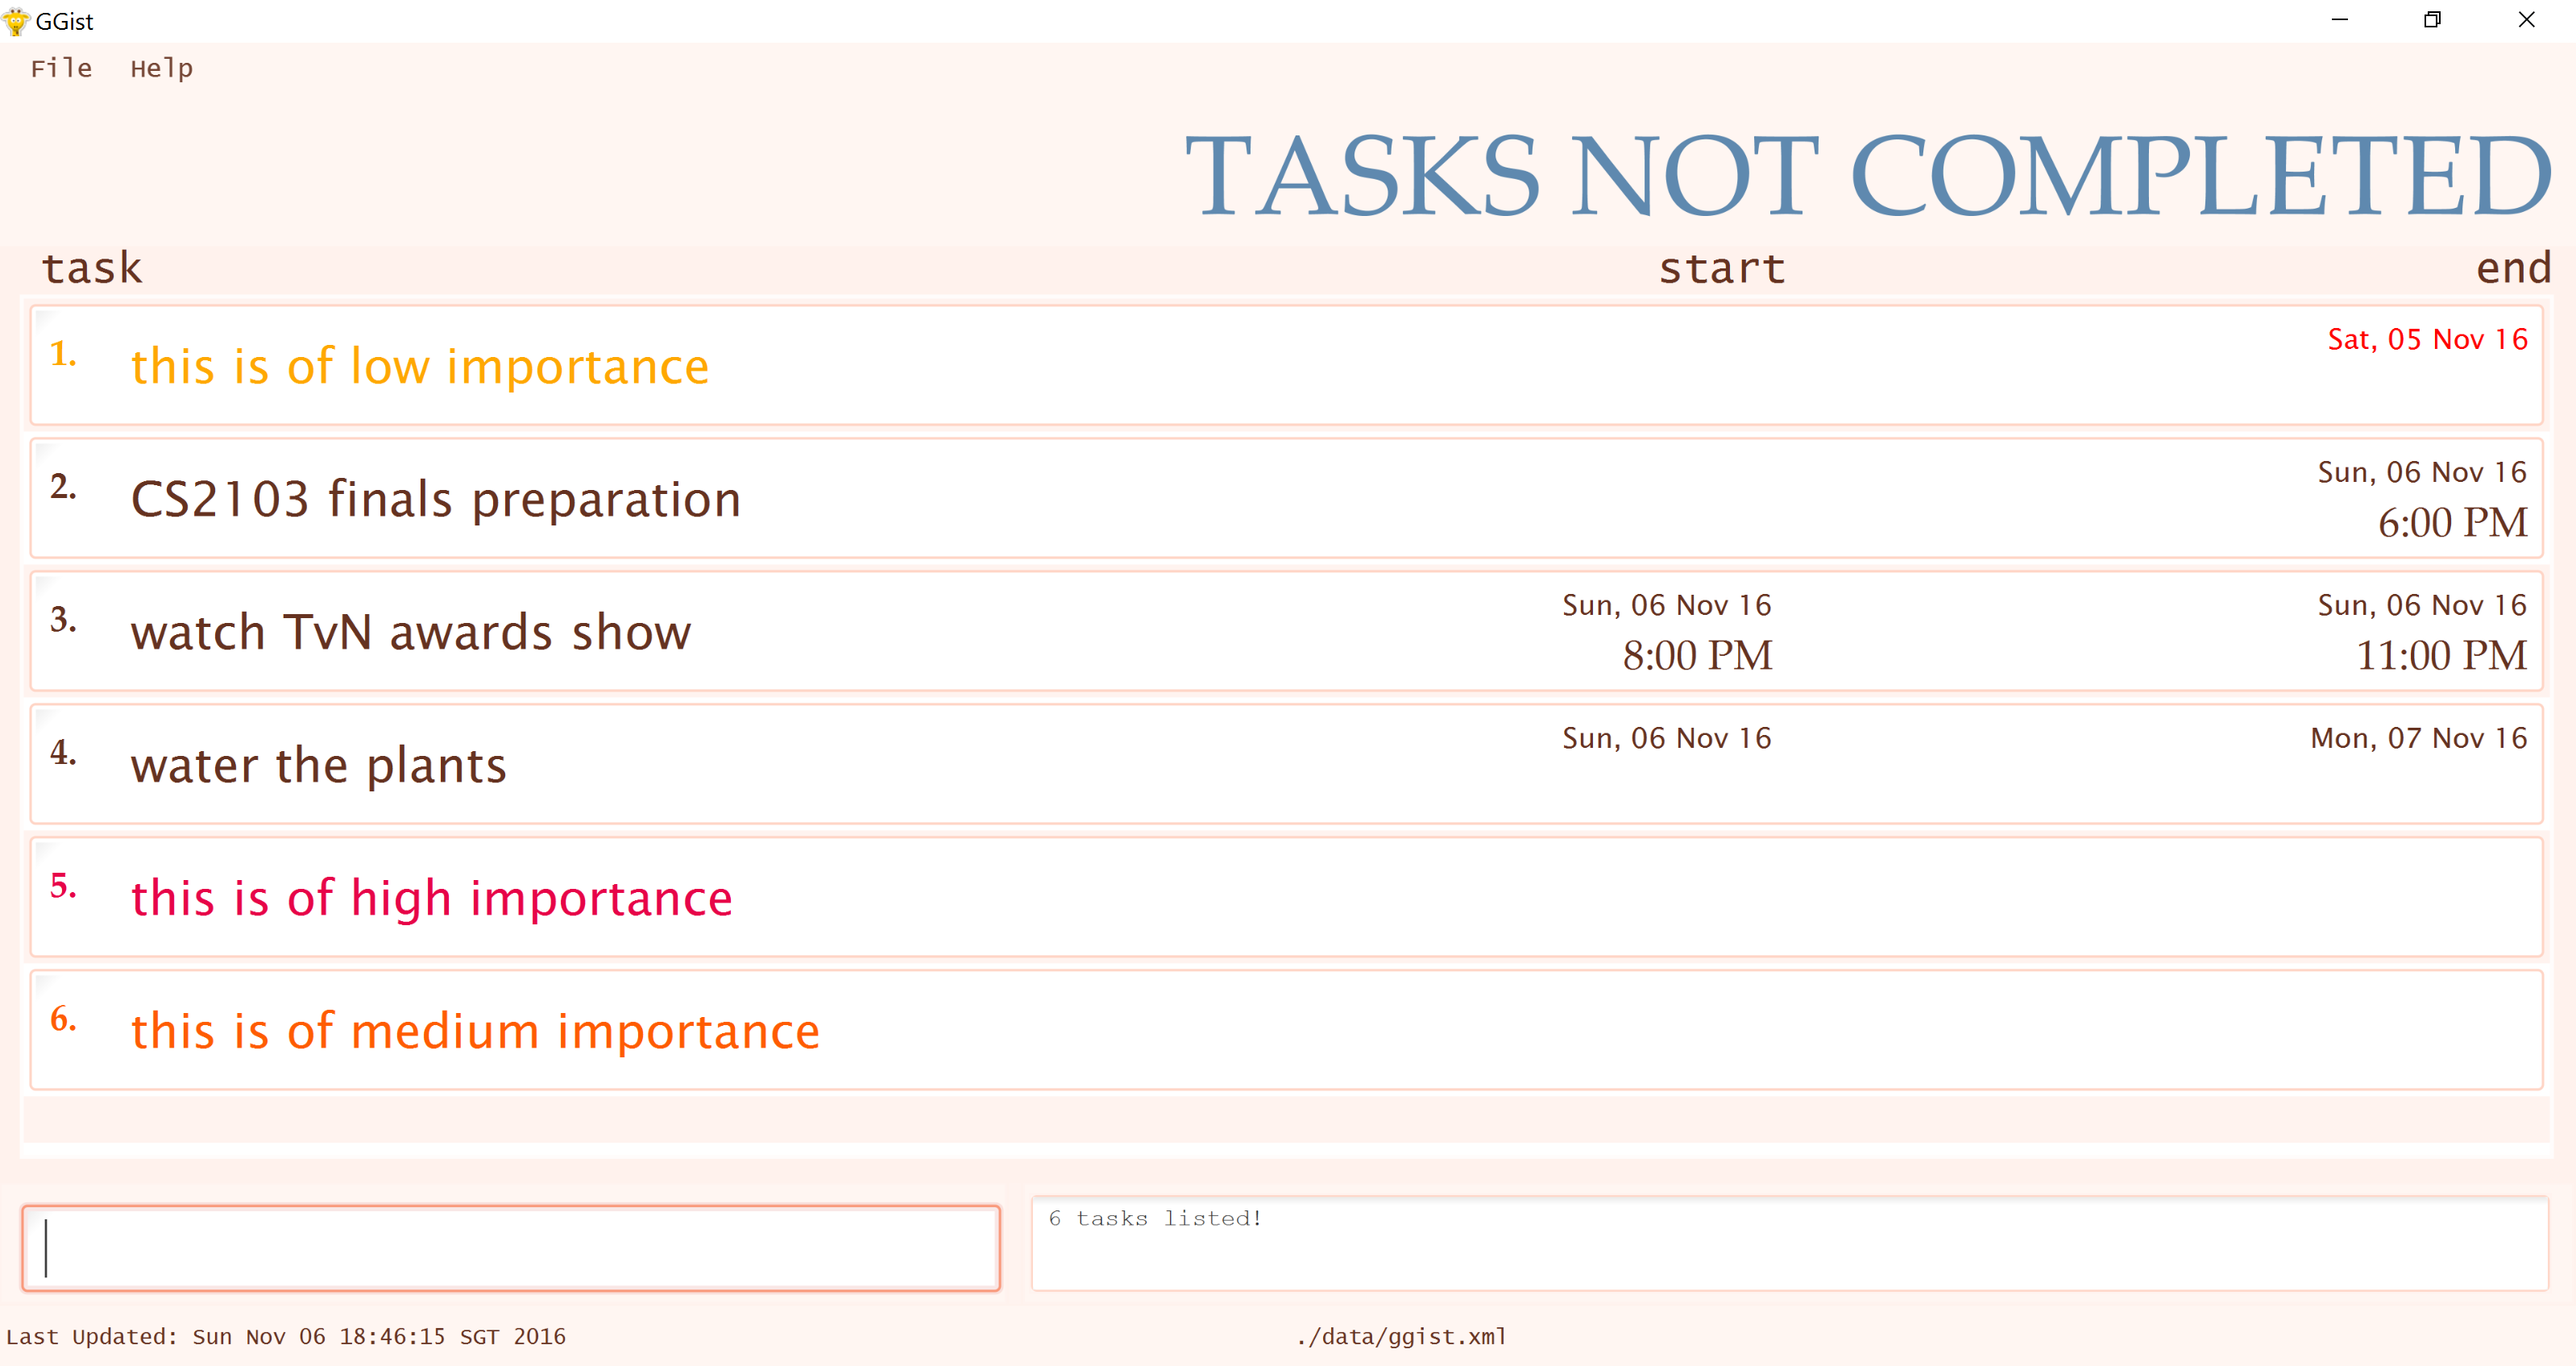 GGist
File Help
TASKS NOT COMPLETED
task start end
1. this is of low importance Sat, 05 Nov 16
2. CS2103 finals preparation Sun, 06 Nov 16
6:00 PM
3. watch TvN awards show Sun, 06 Nov 16 Sun, 06 Nov 16
8:00 PM 11:00 PM
4. water the plants Sun, 06 Nov 16 Mon, 07 Nov 16
5. this is of high importance
6. this is of medium importance
6 tasks listed!
Last Updated: Sun Nov 06 18:46:15 SGT 2016 ./data/ggist.xml